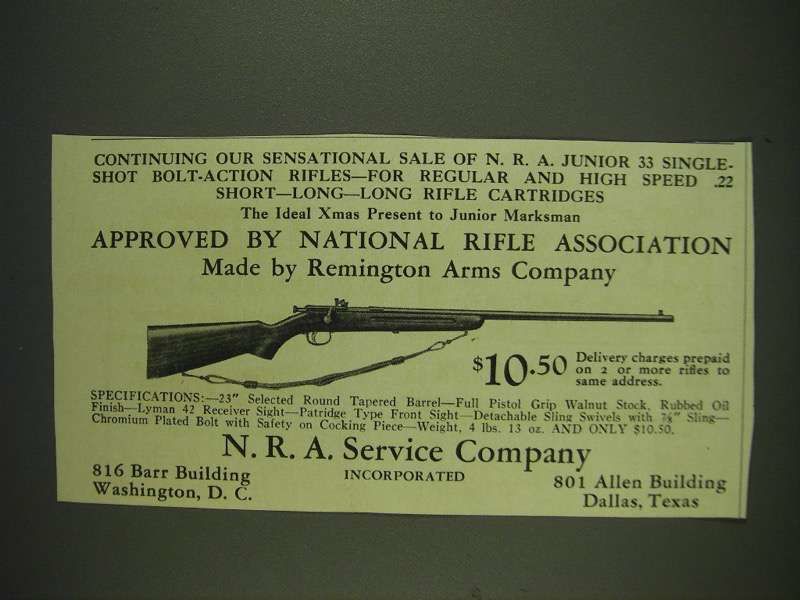 CONTINUING OUR SENSATIONAL SALE OF N. R. A. JUNIOR 33 SINGLE-
SHOT BOLT-ACTION RIFLES—FOR REGULAR AND HIGH SPEED .22
SHORT—LONG—LONG RIFLE CARTRIDGES
The Ideal Xmas Present to Junior Marksman
APPROVED BY NATIONAL RIFLE ASSOCIATION
Made by Remington Arms Company
$10.50
Delivery charges prepaid
on 2 or more rifles to
same address.
SPECIFICATIONS:—23" Selected Round Tapered Barrel—Full Pistol Grip Walnut Stock, Rubbed Oil
Finish—Lyman 42 Receiver Sight—Patridge Type Front Sight—Detachable Sling Swivels with ⅞" Sling—
Chromium Plated Bolt with Safety on Cocking Piece—Weight, 4 lbs. 13 oz. AND ONLY $10.50.
N. R. A. Service Company
INCORPORATED
816 Barr Building
Washington, D. C.
801 Allen Building
Dallas, Texas